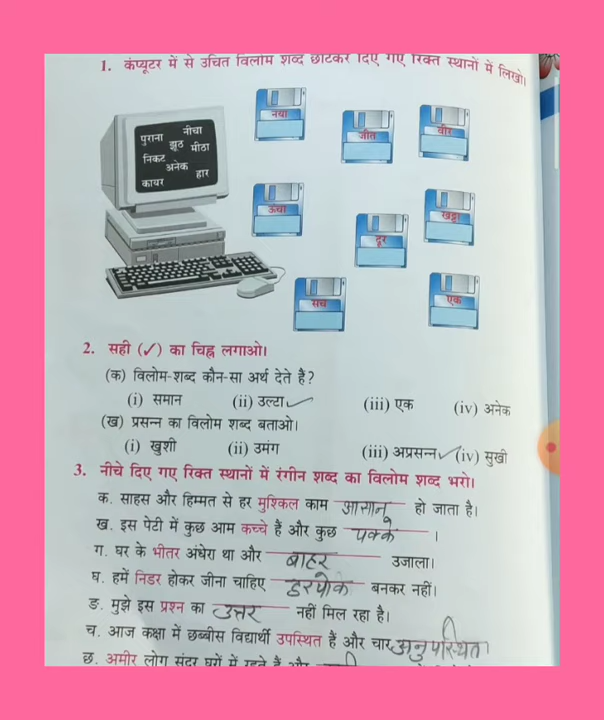 1. कंप्यूटर में से उचित विलोम शब्द छाँटकर दिए गए रिक्त स्थानों में लिखो।
पुराना नीचा
झूठ मीठा
निकट अनेक
कायर हार
नया
जीत
वीर
ऊँचा
दूर
खट्टा
सच
एक
2. सही (✓) का चिह्न लगाओ।
(क) विलोम-शब्द कौन-सा अर्थ देते हैं?
(i) समान (ii) उल्टा ✓ (iii) एक (iv) अनेक
(ख) प्रसन्न का विलोम शब्द बताओ।
(i) खुशी (ii) उमंग (iii) अप्रसन्न ✓ (iv) सुखी
3. नीचे दिए गए रिक्त स्थानों में रंगीन शब्द का विलोम शब्द भरो।
क. साहस और हिम्मत से हर मुश्किल काम आसान हो जाता है।
ख. इस पेटी में कुछ आम कच्चे हैं और कुछ पक्के ।
ग. घर के भीतर अंधेरा था और बाहर उजाला।
घ. हमें निडर होकर जीना चाहिए डरपोक बनकर नहीं।
ङ. मुझे इस प्रश्न का उत्तर नहीं मिल रहा है।
च. आज कक्षा में छब्बीस विद्यार्थी उपस्थित हैं और चार अनुपस्थित।
छ. अमीर लोग सुंदर घरों में रहते हैं और